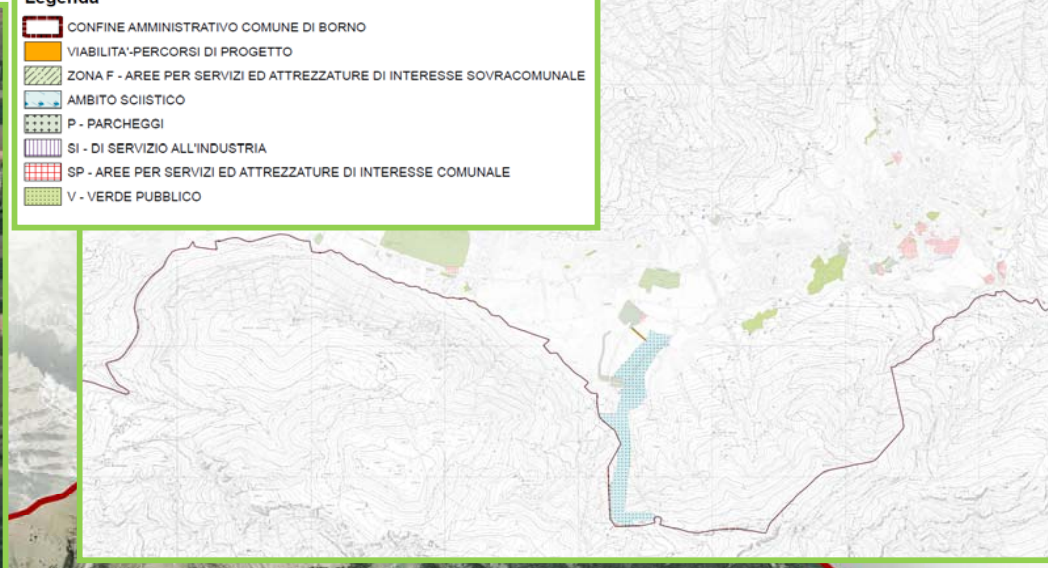 Legenda
CONFINE AMMINISTRATIVO COMUNE DI BORNO
VIABILITA'-PERCORSI DI PROGETTO
ZONA F - AREE PER SERVIZI ED ATTREZZATURE DI INTERESSE SOVRACOMUNALE
AMBITO SCIISTICO
P - PARCHEGGI
SI - DI SERVIZIO ALL'INDUSTRIA
SP - AREE PER SERVIZI ED ATTREZZATURE DI INTERESSE COMUNALE
V - VERDE PUBBLICO